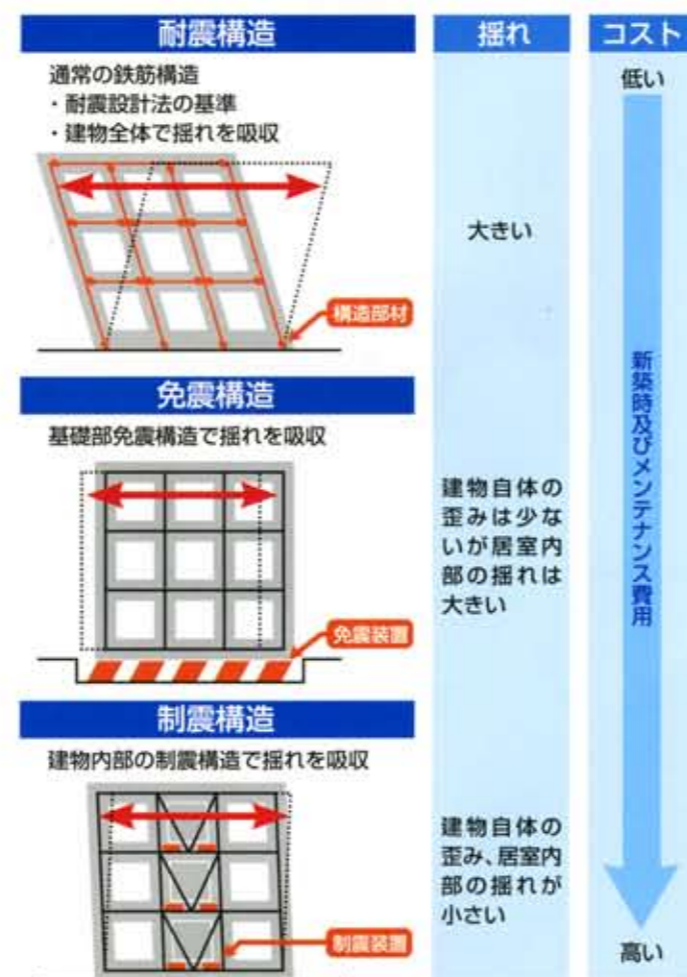 耐震構造
揺れ
コスト
通常の鉄筋構造
・耐震設計法の基準
・建物全体で揺れを吸収
構造部材
大きい
低い
免震構造
基礎部免震構造で揺れを吸収
免震装置
建物自体の
歪みは少な
いが居室内
部の揺れは
大きい
新築時及びメンテナンス費用
制震構造
建物内部の制震構造で揺れを吸収
制震装置
建物自体の
歪み、居室内
部の揺れが
小さい
高い